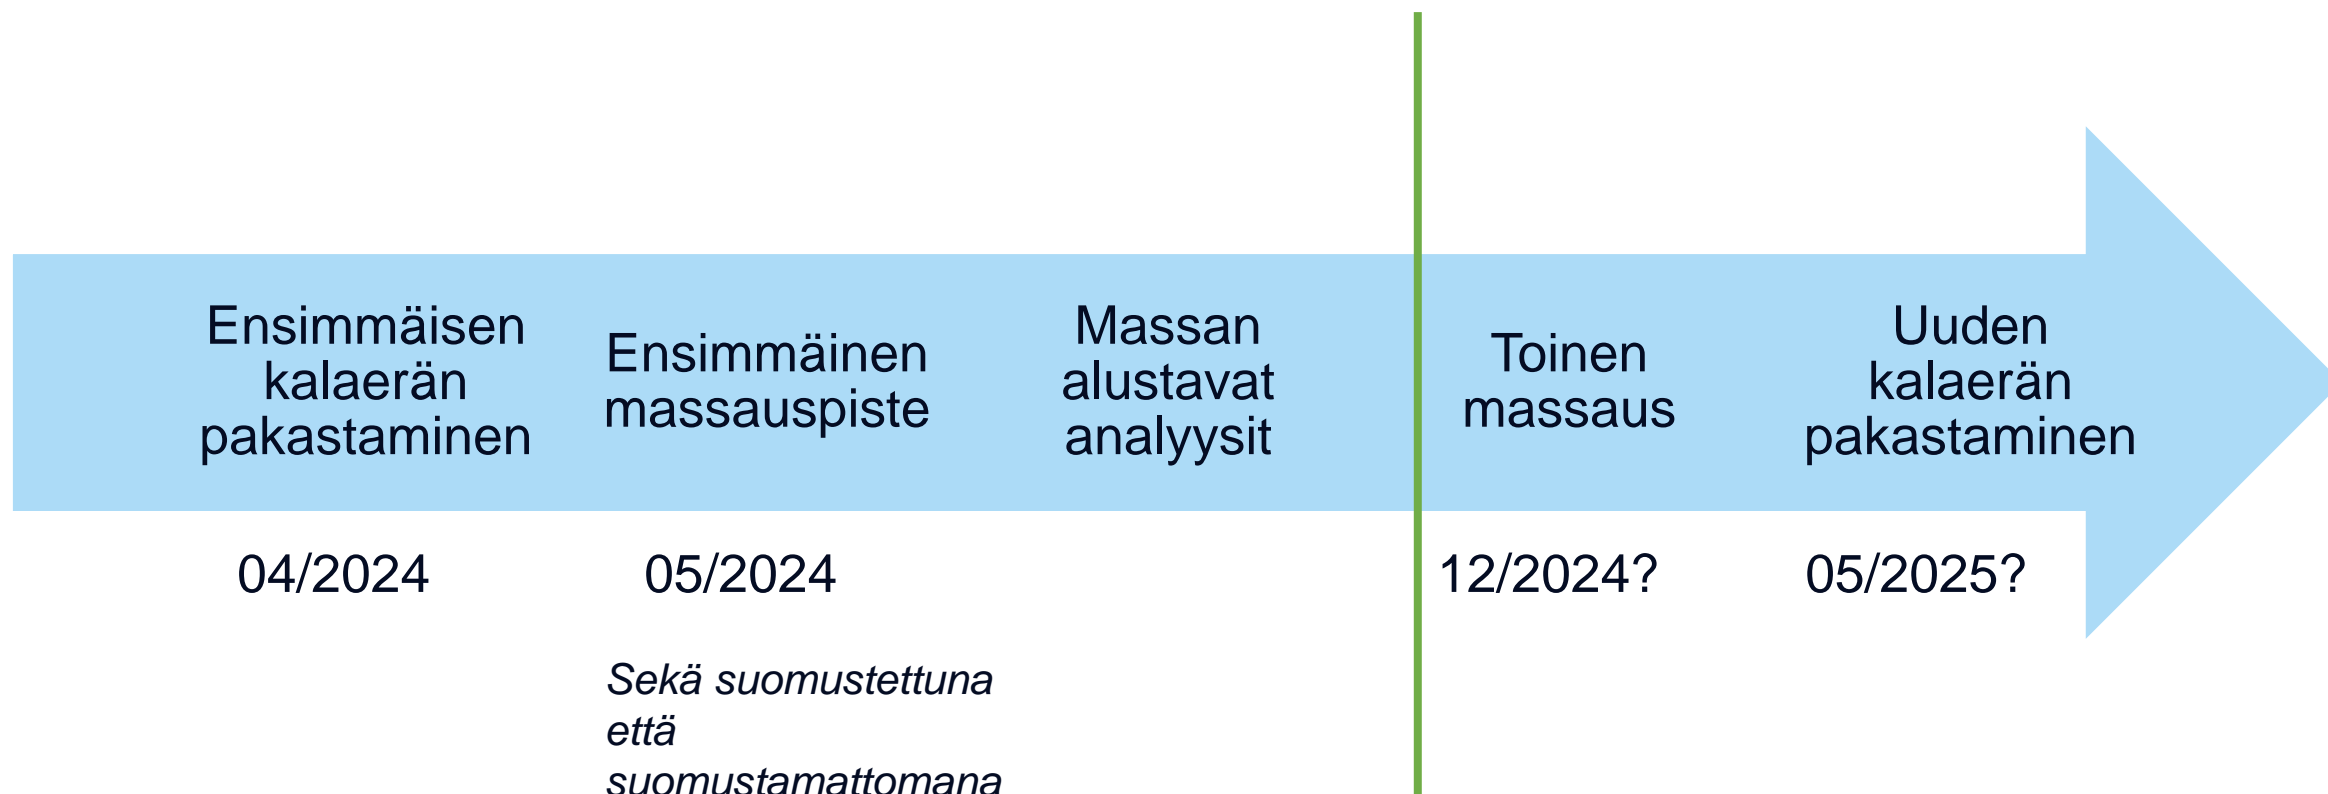 Ensimmäisen
kalaerän
pakastaminen
Ensimmäinen
massauspiste
Massan
alustavat
analyysit
Toinen
massaus
Uuden
kalaerän
pakastaminen
04/2024
05/2024
12/2024?
05/2025?
Sekä suomustettuna
että
suomustamattomana